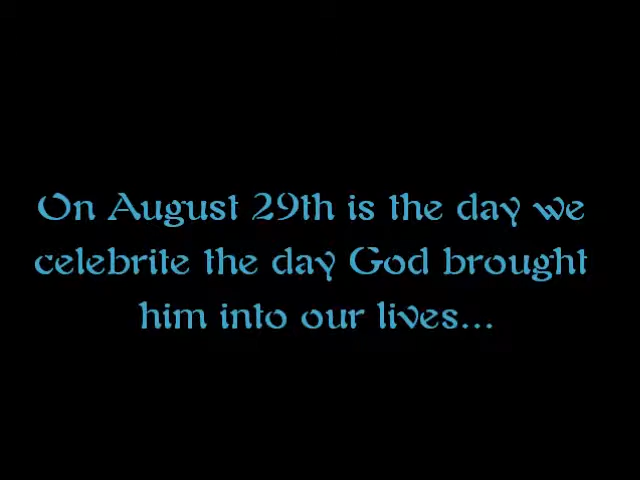 On August 29th is the day we
celebrite the day God brought
him into our lives...